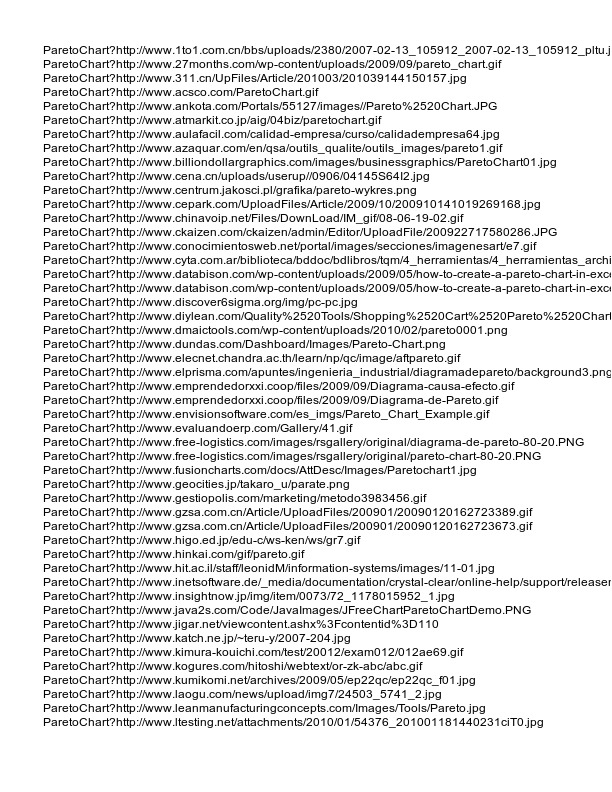 ParetoChart?http://www.1to1.com.cn/bbs/uploads/2380/2007-02-13_105912_2007-02-13_105912_pltu.j
ParetoChart?http://www.27months.com/wp-content/uploads/2009/09/pareto_chart.gif
ParetoChart?http://www.311.cn/UpFiles/Article/201003/201039144150157.jpg
ParetoChart?http://www.acsco.com/ParetoChart.gif
ParetoChart?http://www.ankota.com/Portals/55127/images//Pareto%2520Chart.JPG
ParetoChart?http://www.atmarkit.co.jp/aig/04biz/paretochart.gif
ParetoChart?http://www.aulafacil.com/calidad-empresa/curso/calidadempresa64.jpg
ParetoChart?http://www.azaquar.com/en/qsa/outils_qualite/outils_images/pareto1.gif
ParetoChart?http://www.billiondollargraphics.com/images/businessgraphics/ParetoChart01.jpg
ParetoChart?http://www.cena.cn/uploads/userup//0906/04145S64I2.jpg
ParetoChart?http://www.centrum.jakosci.pl/grafika/pareto-wykres.png
ParetoChart?http://www.cepark.com/UploadFiles/Article/2009/10/200910141019269168.jpg
ParetoChart?http://www.chinavoip.net/Files/DownLoad/IM_gif/08-06-19-02.gif
ParetoChart?http://www.ckaizen.com/ckaizen/admin/Editor/UploadFile/200922717580286.JPG
ParetoChart?http://www.conocimientosweb.net/portal/images/secciones/imagenesart/e7.gif
ParetoChart?http://www.cyta.com.ar/biblioteca/bddoc/bdlibros/tqm/4_herramientas/4_herramientas_archi
ParetoChart?http://www.databison.com/wp-content/uploads/2009/05/how-to-create-a-pareto-chart-in-exce
ParetoChart?http://www.databison.com/wp-content/uploads/2009/05/how-to-create-a-pareto-chart-in-exce
ParetoChart?http://www.discover6sigma.org/img/pc-pc.jpg
ParetoChart?http://www.diylean.com/Quality%2520Tools/Shopping%2520Cart%2520Pareto%2520Chart
ParetoChart?http://www.dmaictools.com/wp-content/uploads/2010/02/pareto0001.png
ParetoChart?http://www.dundas.com/Dashboard/Images/Pareto-Chart.png
ParetoChart?http://www.elecnet.chandra.ac.th/learn/np/qc/image/aftpareto.gif
ParetoChart?http://www.elprisma.com/apuntes/ingenieria_industrial/diagramadepareto/background3.png
ParetoChart?http://www.emprendedorxxi.coop/files/2009/09/Diagrama-causa-efecto.gif
ParetoChart?http://www.emprendedorxxi.coop/files/2009/09/Diagrama-de-Pareto.gif
ParetoChart?http://www.envisionsoftware.com/es_imgs/Pareto_Chart_Example.gif
ParetoChart?http://www.evaluandoerp.com/Gallery/41.gif
ParetoChart?http://www.free-logistics.com/images/rsgallery/original/diagrama-de-pareto-80-20.PNG
ParetoChart?http://www.free-logistics.com/images/rsgallery/original/pareto-chart-80-20.PNG
ParetoChart?http://www.fusioncharts.com/docs/AttDesc/Images/Paretochart1.jpg
ParetoChart?http://www.geocities.jp/takaro_u/parate.png
ParetoChart?http://www.gestiopolis.com/marketing/metodo3983456.gif
ParetoChart?http://www.gzsa.com.cn/Article/UploadFiles/200901/20090120162723389.gif
ParetoChart?http://www.gzsa.com.cn/Article/UploadFiles/200901/20090120162723673.gif
ParetoChart?http://www.higo.ed.jp/edu-c/ws-ken/ws/gr7.gif
ParetoChart?http://www.hinkai.com/gif/pareto.gif
ParetoChart?http://www.hit.ac.il/staff/leonidM/information-systems/images/11-01.jpg
ParetoChart?http://www.inetsoftware.de/_media/documentation/crystal-clear/online-help/support/releasen
ParetoChart?http://www.insightnow.jp/img/item/0073/72_1178015952_1.jpg
ParetoChart?http://www.java2s.com/Code/JavaImages/JFreeChartParetoChartDemo.PNG
ParetoChart?http://www.jigar.net/viewcontent.ashx%3Fcontentid%3D110
ParetoChart?http://www.katch.ne.jp/~teru-y/2007-204.jpg
ParetoChart?http://www.kimura-kouichi.com/test/20012/exam012/012ae69.gif
ParetoChart?http://www.kogures.com/hitoshi/webtext/or-zk-abc/abc.gif
ParetoChart?http://www.kumikomi.net/archives/2009/05/ep22qc/ep22qc_f01.jpg
ParetoChart?http://www.laogu.com/news/upload/img7/24503_5741_2.jpg
ParetoChart?http://www.leanmanufacturingconcepts.com/Images/Tools/Pareto.jpg
ParetoChart?http://www.ltesting.net/attachments/2010/01/54376_201001181440231ciT0.jpg